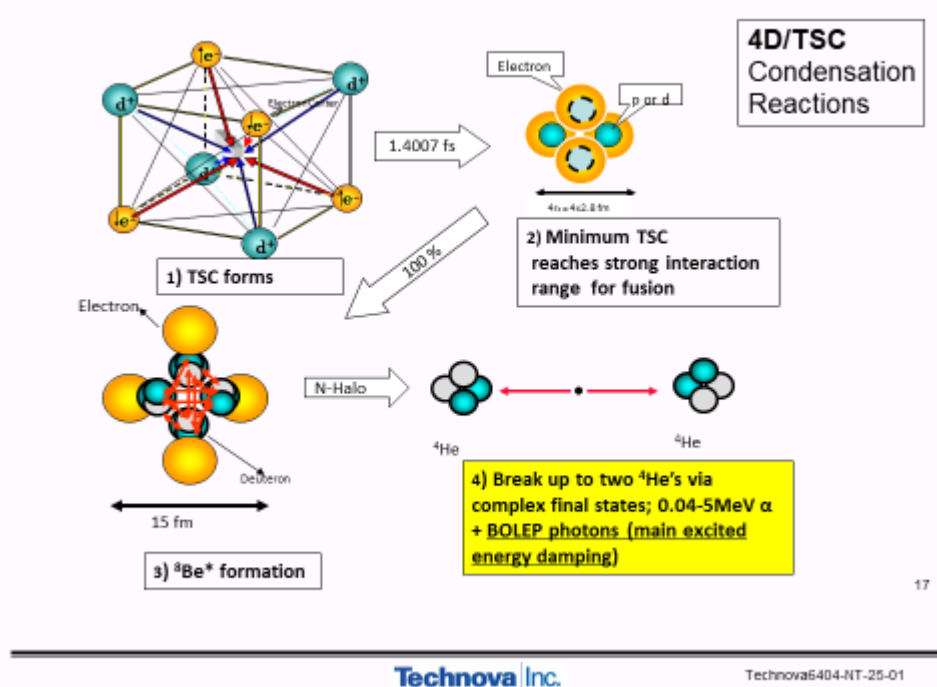 4D/TSC
Condensation
Reactions
↑e-
d+
d+
Electron Center
↓e-
d+
↓e-
↑e-
d+
1.4007 fs
Electron
p or d
1) TSC forms
2) Minimum TSC
reaches strong interaction
range for fusion
100 %
Electron
Deuteron
15 fm
3) ⁸Be* formation
N-Halo
⁴He
⁴He
4) Break up to two ⁴He's via
complex final states; 0.04-5MeV α
+ BOLEP photons (main excited
energy damping)
17
Technova Inc.
Technova6404-NT-25-01